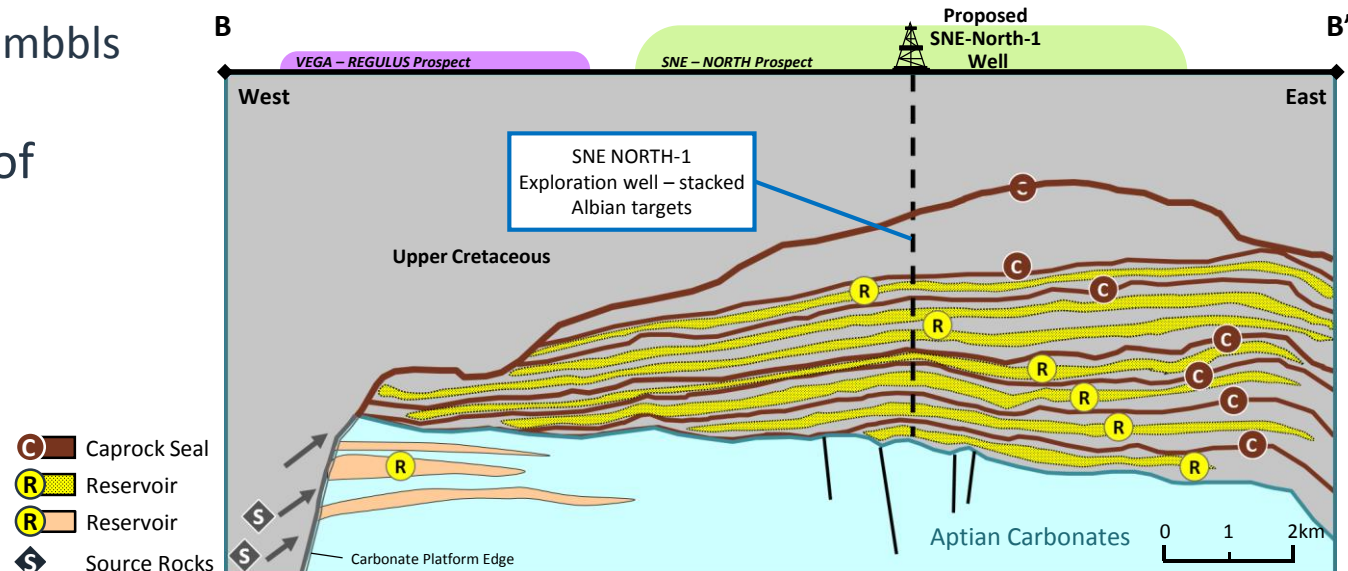 mmbbls
of
B
B'
Proposed
SNE-North-1
Well
VEGA – REGULUS Prospect
SNE – NORTH Prospect
West
East
SNE NORTH-1
Exploration well – stacked
Albian targets
Upper Cretaceous
C
C
R
C
R
C
R
C
R
C
R
C
R
R
S
S
Aptian Carbonates
0 1 2km
Carbonate Platform Edge
C Caprock Seal
R Reservoir
R Reservoir
S Source Rocks